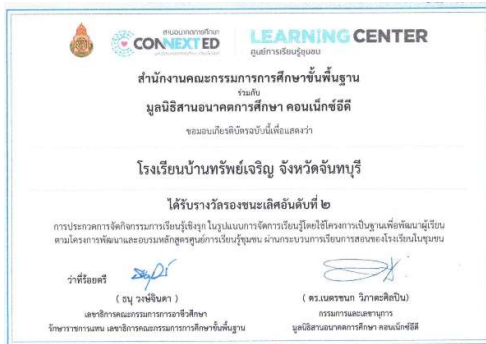 สานอนาคตการศึกษา
CONNEXT ED
LEARNING CENTER
ศูนย์การเรียนรู้ชุมชน
สำนักงานคณะกรรมการการศึกษาขั้นพื้นฐาน
ร่วมกับ
มูลนิธิสานอนาคตการศึกษา คอนเน็กซ์อีดี
ขอมอบเกียรติบัตรฉบับนี้เพื่อแสดงว่า
โรงเรียนบ้านทรัพย์เจริญ จังหวัดจันทบุรี
ได้รับรางวัลรองชนะเลิศอันดับที่ ๒
การประกวดการจัดกิจกรรมการเรียนรู้เชิงรุก ในรูปแบบการจัดการเรียนรู้โดยใช้โครงการเป็นฐานเพื่อพัฒนาผู้เรียน
ตามโครงการพัฒนาและอบรมหลักสูตรศูนย์การเรียนรู้ชุมชน ผ่านกระบวนการเรียนการสอนของโรงเรียนในชุมชน
ว่าที่ร้อยตรี
( ธนุ วงษ์จินดา )
เลขาธิการคณะกรรมการการอาชีวศึกษา
รักษาราชการแทน เลขาธิการคณะกรรมการการศึกษาขั้นพื้นฐาน
( ดร.เนตรชนก วิภาตะศิลปิน)
กรรมการและเลขานุการ
มูลนิธิสานอนาคตการศึกษา คอนเน็กซ์อีดี